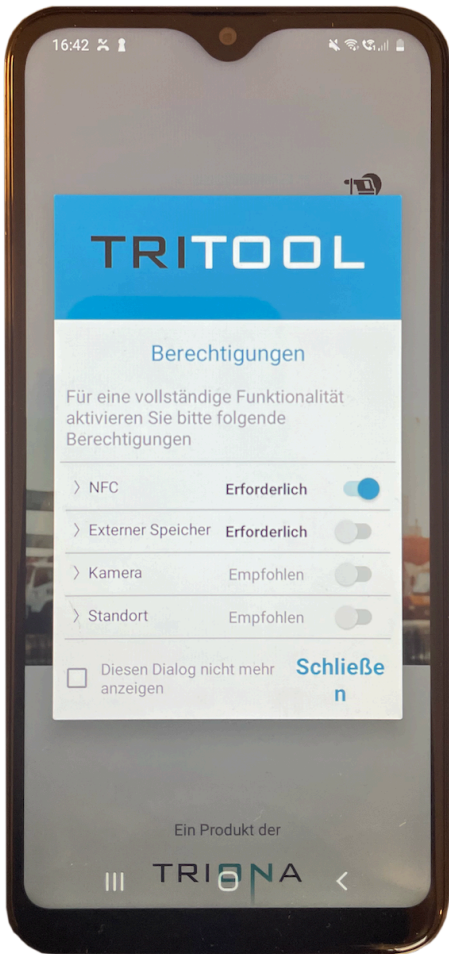 16:42
TRITOOL
Berechtigungen
Für eine vollständige Funktionalität
aktivieren Sie bitte folgende
Berechtigungen
NFC Erforderlich
Externer Speicher Erforderlich
Kamera Empfohlen
Standort Empfohlen
Diesen Dialog nicht mehr
anzeigen
Schließe
n
Ein Produkt der
TRIONA